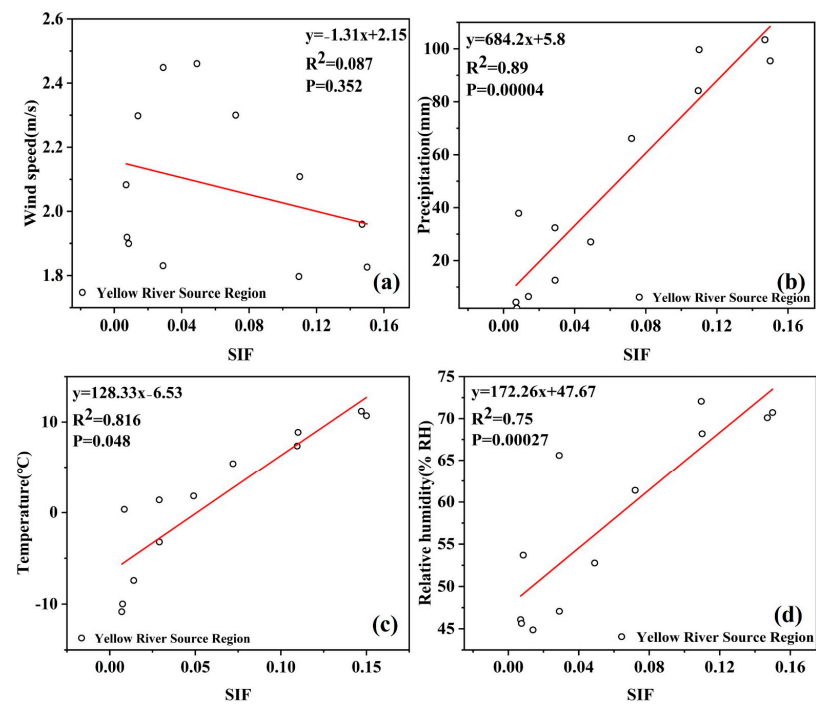 2.6
2.4
2.2
2.0
1.8
Wind speed(m/s)
y=-1.31x+2.15
R2=0.087
P=0.352
(a)
Yellow River Source Region
0.00 0.04 0.08 0.12 0.16
SIF
100
80
60
40
20
Precipitation(mm)
y=684.2x+5.8
R2=0.89
P=0.00004
(b)
Yellow River Source Region
0.00 0.04 0.08 0.12 0.16
SIF
10
0
-10
Temperature(℃)
y=128.33x-6.53
R2=0.816
P=0.048
(c)
Yellow River Source Region
0.00 0.05 0.10 0.15
SIF
75
70
65
60
55
50
45
Relative humidity(% RH)
y=172.26x+47.67
R2=0.75
P=0.00027
(d)
Yellow River Source Region
0.00 0.04 0.08 0.12 0.16
SIF